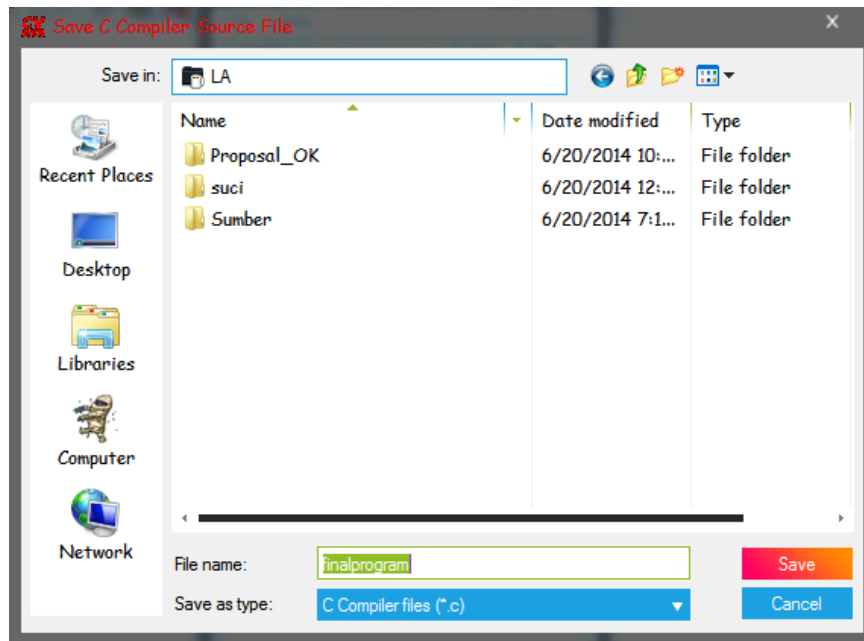 Save C Compiler Source File
Save in: LA
Name Date modified Type
Proposal_OK 6/20/2014 10:... File folder
suci 6/20/2014 12:... File folder
Sumber 6/20/2014 7:1... File folder
Recent Places
Desktop
Libraries
Computer
Network
File name: finalprogram Save
Save as type: C Compiler files (*.c) Cancel